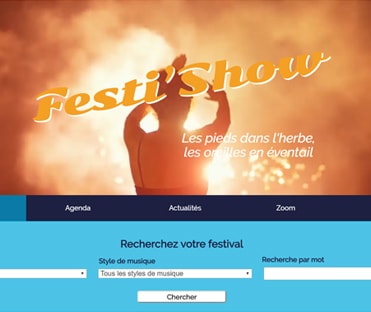 Festi'Show
Les pieds dans l'herbe,
les oreilles en éventail
Agenda Actualités Zoom
Recherchez votre festival
Style de musique Recherche par mot
Tous les styles de musique
Chercher